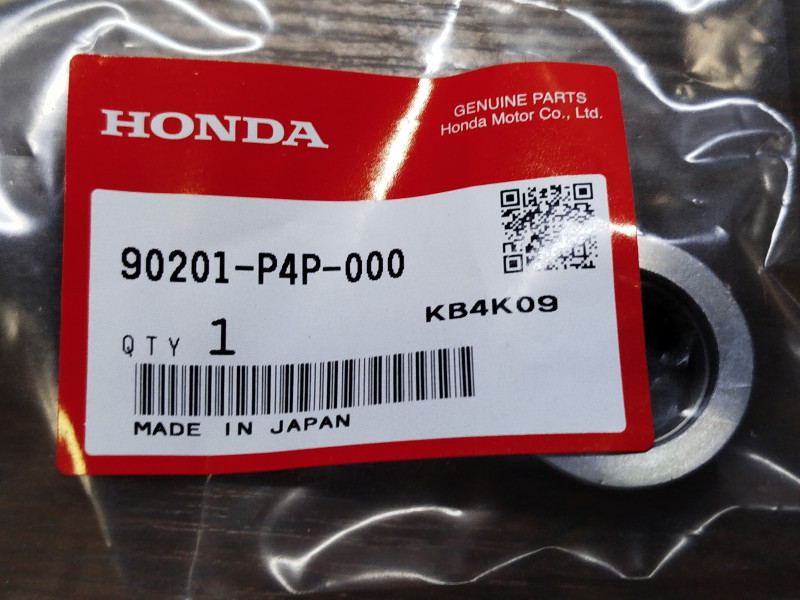 HONDA
GENUINE PARTS
Honda Motor Co., Ltd.
90201-P4P-000
KB4K09
QTY 1
MADE IN JAPAN